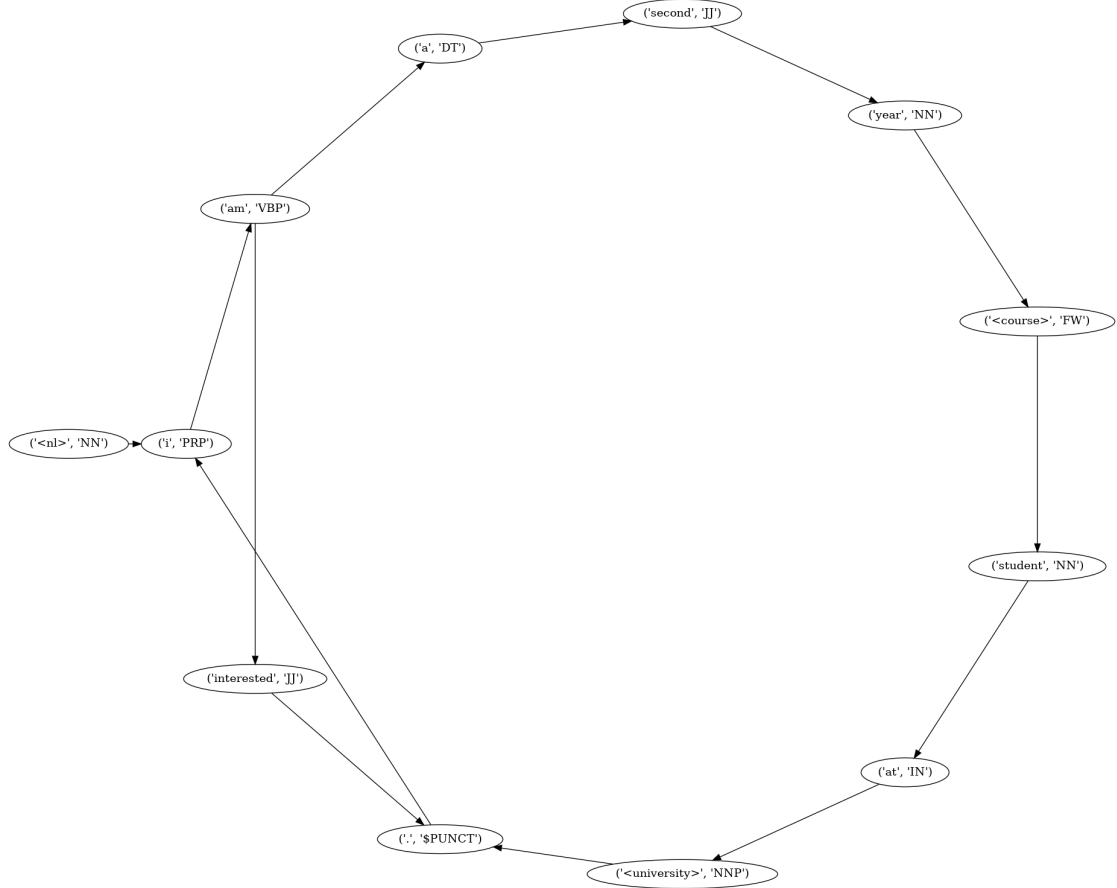 ('second', 'JJ')
('a', 'DT')
('year', 'NN')
('am', 'VBP')
('<course>', 'FW')
('<nl>', 'NN')
('i', 'PRP')
('student', 'NN')
('interested', 'JJ')
('at', 'IN')
('.', '$PUNCT')
('<university>', 'NNP')